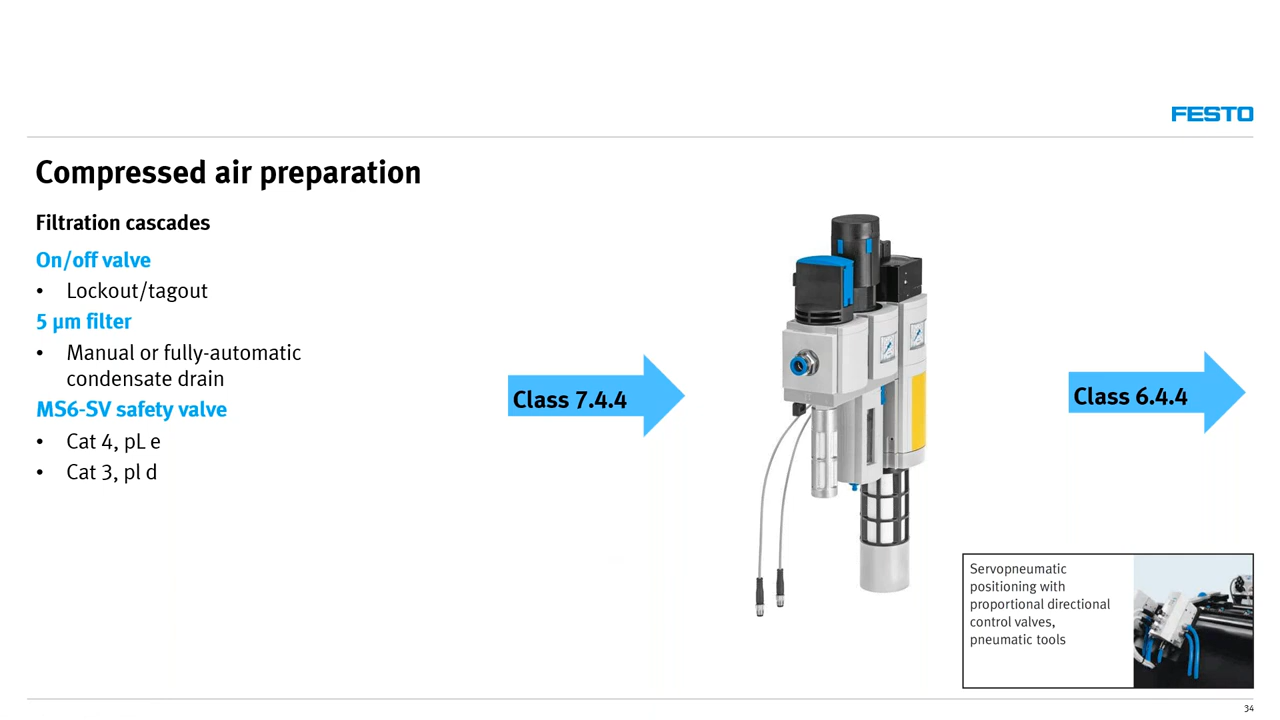 FESTO
Compressed air preparation
Filtration cascades
On/off valve
• Lockout/tagout
5 µm filter
• Manual or fully-automatic
condensate drain
MS6-SV safety valve
• Cat 4, pL e
• Cat 3, pl d
Class 7.4.4
Class 6.4.4
Servopneumatic
positioning with
proportional directional
control valves,
pneumatic tools
34